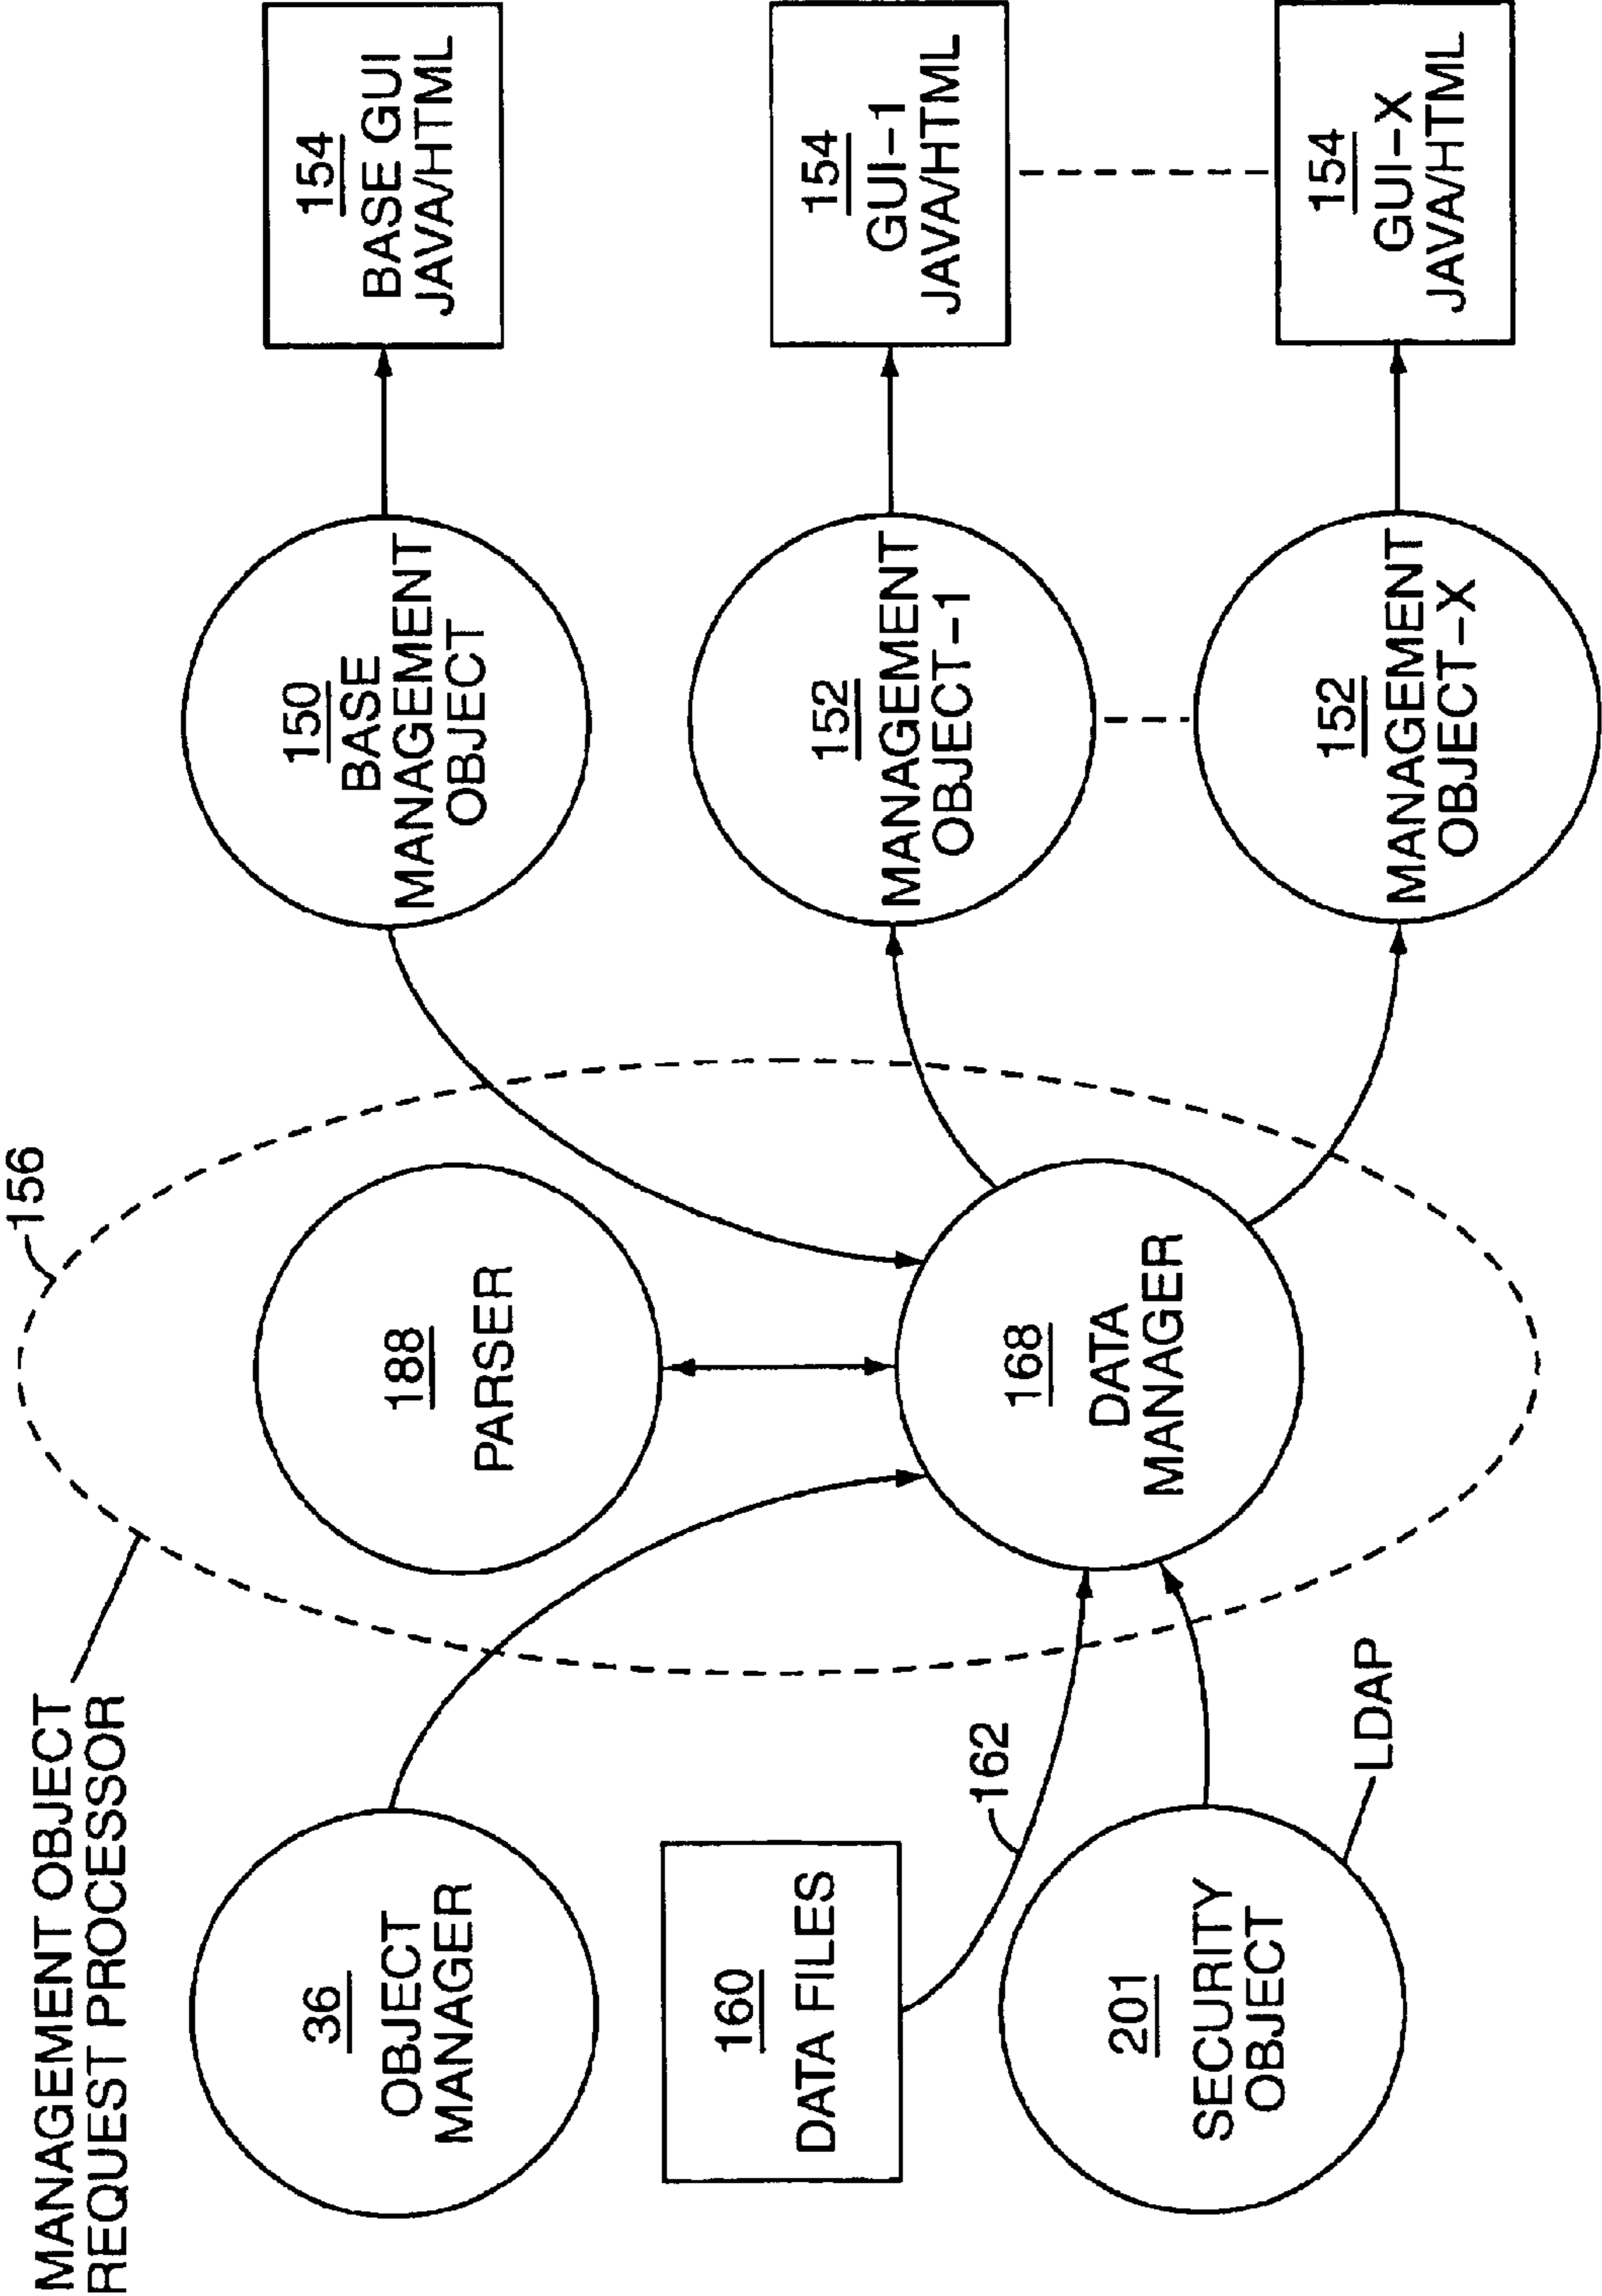 MANAGEMENT OBJECT
REQUEST PROCESSOR
156
36
OBJECT
MANAGER
160
DATA FILES
162
201
SECURITY
OBJECT
LDAP
188
PARSER
168
DATA
MANAGER
150
BASE
MANAGEMENT
OBJECT
152
MANAGEMENT
OBJECT-1
152
MANAGEMENT
OBJECT-X
154
BASE GUI
JAVA/HTML
154
GUI-1
JAVA/HTML
154
GUI-X
JAVA/HTML